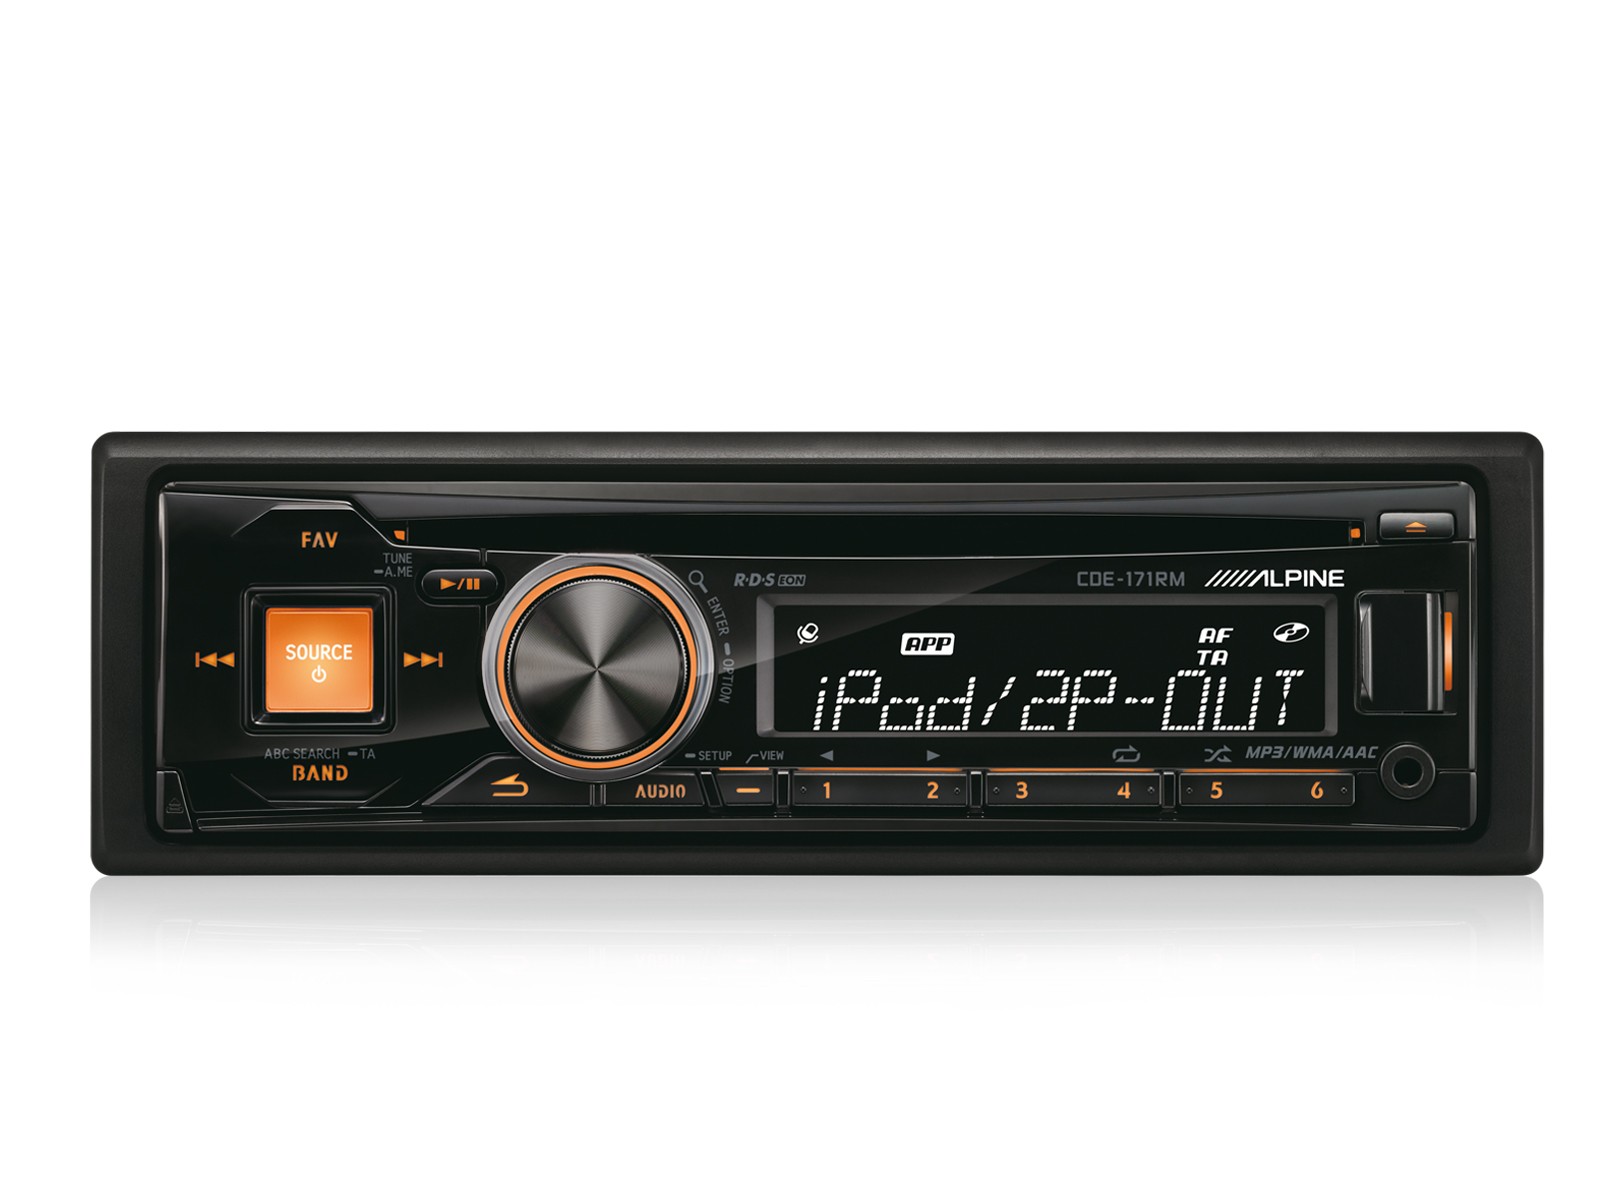 FAV
TUNE
A.ME
R·D·S EON
CDE-171RM ALPINE
ENTER
OPTION
SOURCE
APP
AF
TA
iPod/2P-OUT
ABC SEARCH TA
BAND
SETUP VIEW
MP3/WMA/AAC
AUDIO
1 2 3 4 5 6